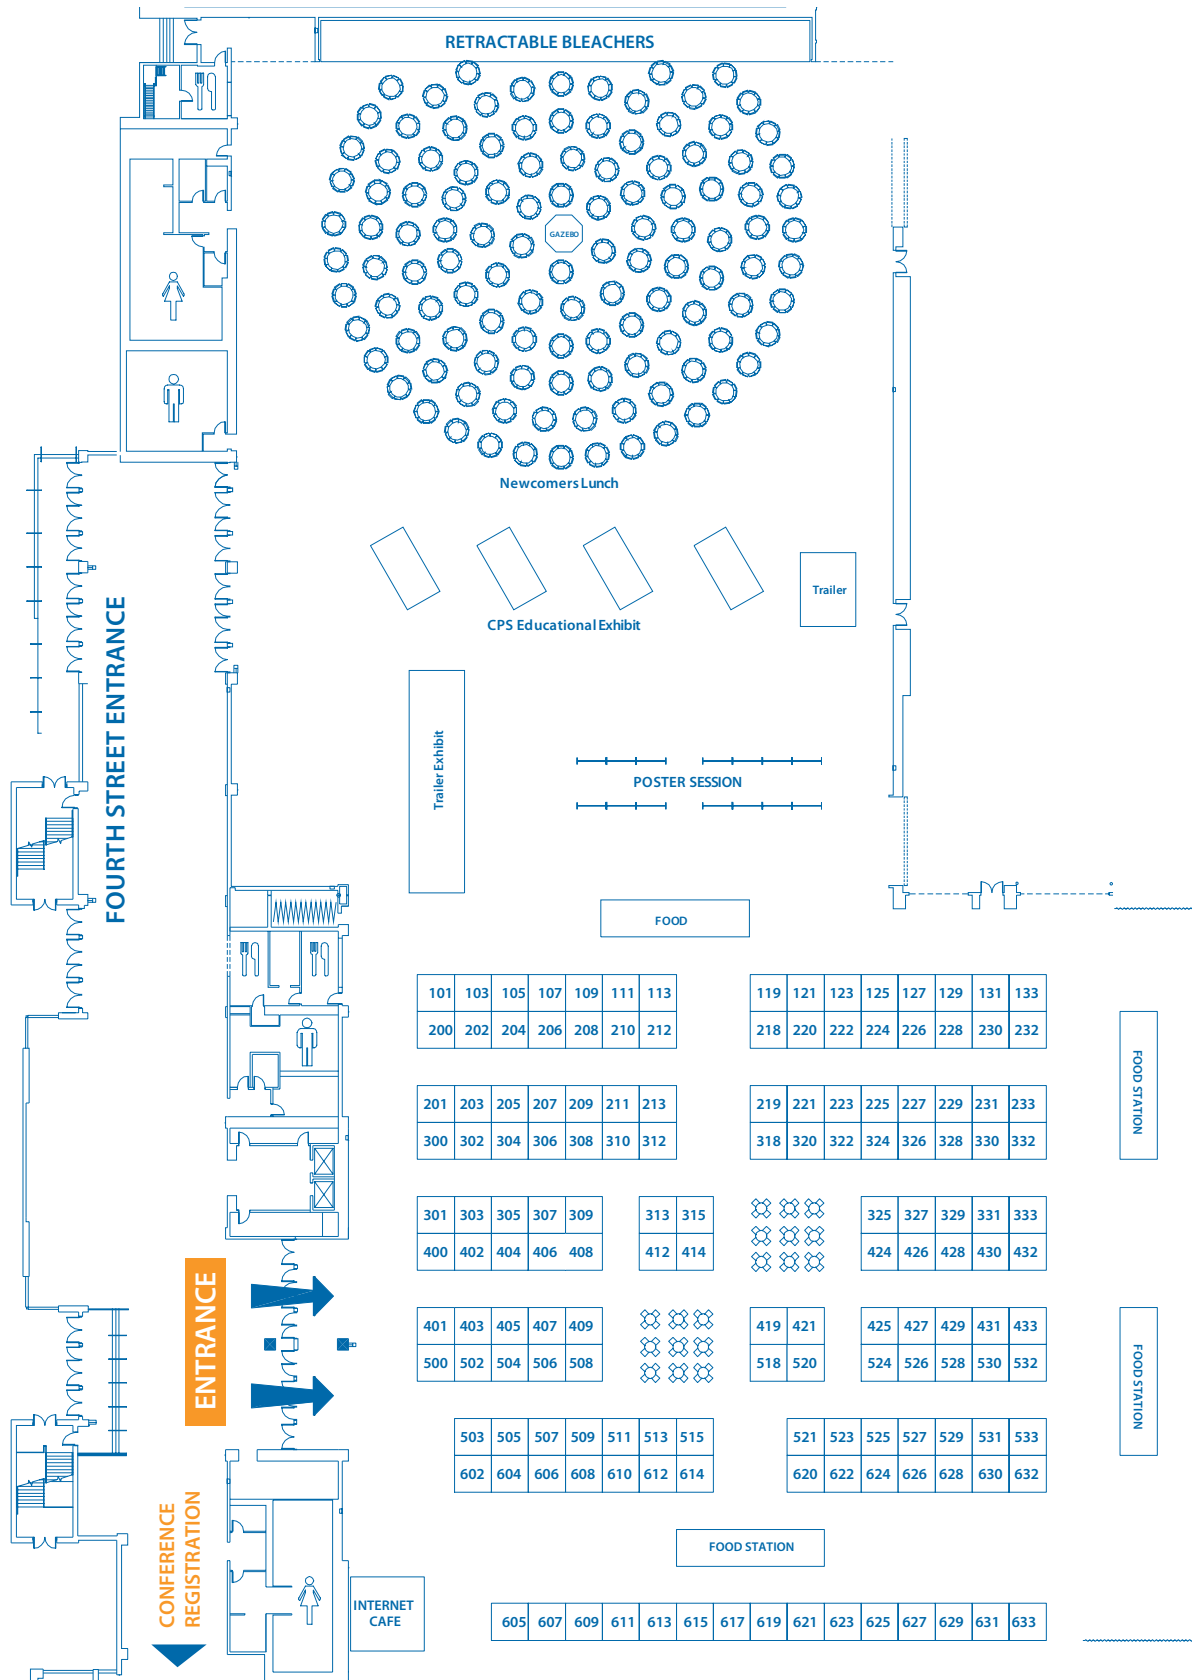 RETRACTABLE BLEACHERS
GAZEBO
Newcomers Lunch
CPS Educational Exhibit
Trailer
FOURTH STREET ENTRANCE
Trailer Exhibit
POSTER SESSION
FOOD
101 103 105 107 109 111 113 119 121 123 125 127 129 131 133
200 202 204 206 208 210 212 218 220 222 224 226 228 230 232
FOOD STATION
201 203 205 207 209 211 213 219 221 223 225 227 229 231 233
300 302 304 306 308 310 312 318 320 322 324 326 328 330 332
301 303 305 307 309 313 315 325 327 329 331 333
400 402 404 406 408 412 414 424 426 428 430 432
ENTRANCE
401 403 405 407 409 419 421 425 427 429 431 433
500 502 504 506 508 518 520 524 526 528 530 532
FOOD STATION
503 505 507 509 511 513 515 521 523 525 527 529 531 533
602 604 606 608 610 612 614 620 622 624 626 628 630 632
CONFERENCE
REGISTRATION
FOOD STATION
INTERNET
CAFE
605 607 609 611 613 615 617 619 621 623 625 627 629 631 633